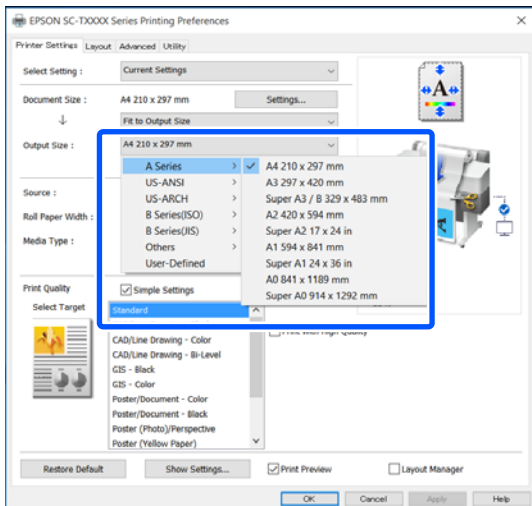 EPSON SC-TXXXX Series Printing Preferences
Printer Settings Layout Advanced Utility
Select Setting : Current Settings
Document Size : A4 210 x 297 mm Settings...
Fit to Output Size
Output Size : A4 210 x 297 mm
A Series
US-ANSI
US-ARCH
B Series(ISO)
B Series(JIS)
Others
User-Defined
A4 210 x 297 mm
A3 297 x 420 mm
Super A3 / B 329 x 483 mm
A2 420 x 594 mm
Super A2 17 x 24 in
A1 594 x 841 mm
Super A1 24 x 36 in
A0 841 x 1189 mm
Super A0 914 x 1292 mm
Source :
Roll Paper Width :
Media Type :
Print Quality
Simple Settings
Select Target
Standard
CAD/Line Drawing - Color
CAD/Line Drawing - Bi-Level
GIS - Black
GIS - Color
Poster/Document - Color
Poster/Document - Black
Poster (Photo)/Perspective
Poster (Yellow Paper)
Print with High Quality
A
Restore Default Show Settings... Print Preview Layout Manager
OK Cancel Apply Help